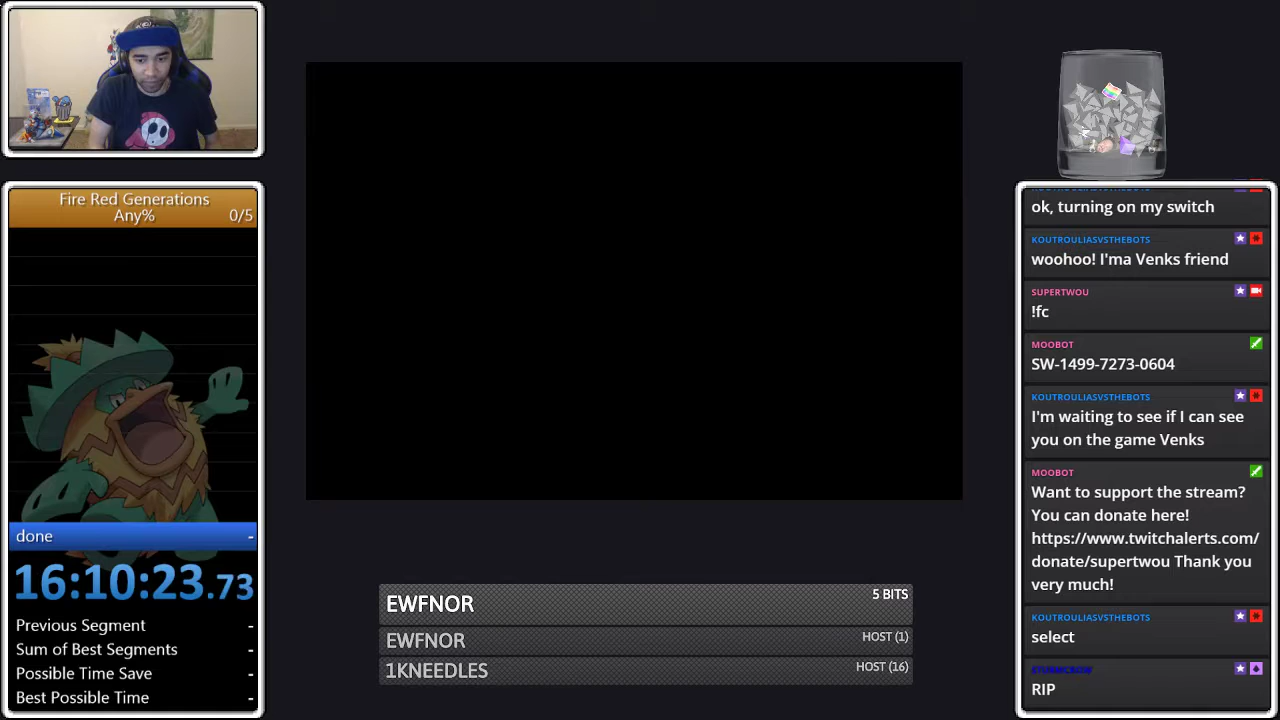 Fire Red Generations
Any% 0/5
done -
16:10:23.73
Previous Segment -
Sum of Best Segments -
Possible Time Save -
Best Possible Time -
EWFNOR 5 BITS
EWFNOR HOST (1)
1KNEEDLES HOST (16)
ok, turning on my switch
KOUTROULIASVSTHEBOTS
woohoo! I'ma Venks friend
SUPERTWOU
!fc
MOOBOT
SW-1499-7273-0604
KOUTROULIASVSTHEBOTS
I'm waiting to see if I can see
you on the game Venks
MOOBOT
Want to support the stream?
You can donate here!
https://www.twitchalerts.com/
donate/supertwou Thank you
very much!
KOUTROULIASVSTHEBOTS
select
RIP